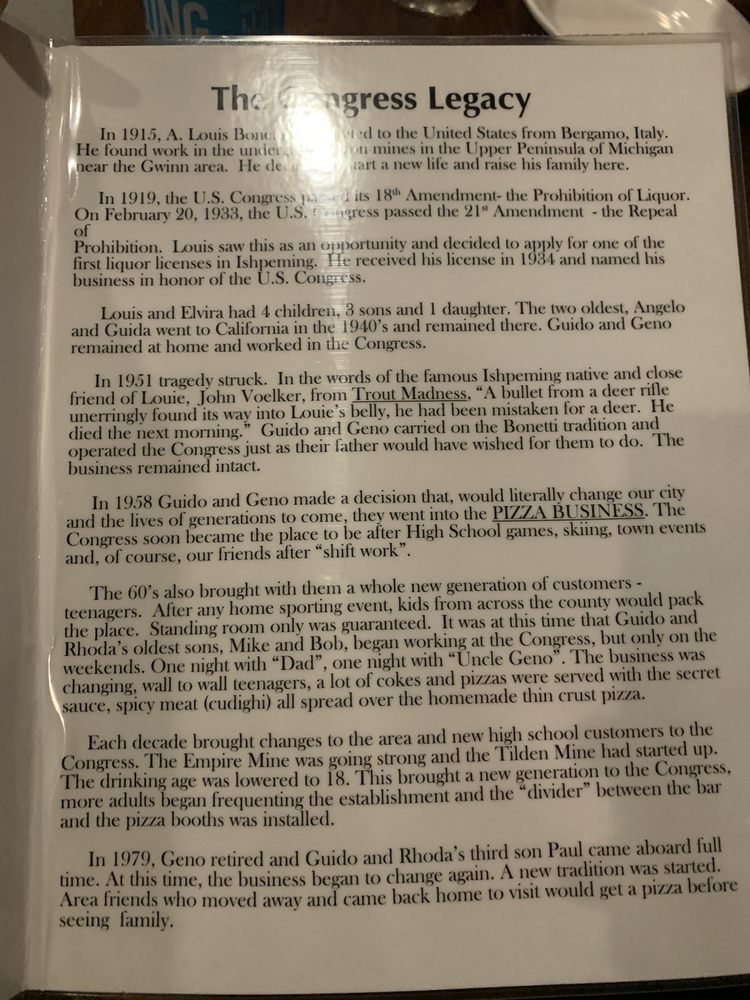 UNG
The Congress Legacy
In 1915, A. Louis to the United States from Bergamo, Italy.
He found work in the mines in the Upper Peninsula of Michigan
near the Gwinn area. He start a new life and raise his family here.
In 1919, the U.S. Congress passed its 18th Amendment- the Prohibition of Liquor.
On February 20, 1933, the U.S. Congress passed the 21st Amendment - the Repeal
of
Prohibition. Louis saw this as an opportunity and decided to apply for one of the
first liquor licenses in Ishpeming. He received his license in 1934 and named his
business in honor of the U.S. Congress.
Louis and Elvira had 4 children, 3 sons and 1 daughter. The two oldest, Angelo
and Guida went to California in the 1940's and remained there. Guido and Geno
remained at home and worked in the Congress.
In 1951 tragedy struck. In the words of the famous Ishpeming native and close
friend of Louie, John Voelker, from Trout Madness, “A bullet from a deer rifle
unerringly found its way into Louie's belly, he had been mistaken for a deer. He
died the next morning.” Guido and Geno carried on the Bonetti tradition and
operated the Congress just as their father would have wished for them to do. The
business remained intact.
In 1958 Guido and Geno made a decision that, would literally change our city
and the lives of generations to come, they went into the PIZZA BUSINESS. The
Congress soon became the place to be after High School games, skiing, town events
and, of course, our friends after “shift work”.
The 60's also brought with them a whole new generation of customers -
teenagers. After any home sporting event, kids from across the county would pack
the place. Standing room only was guaranteed. It was at this time that Guido and
Rhoda's oldest sons, Mike and Bob, began working at the Congress, but only on the
weekends. One night with “Dad”, one night with “Uncle Geno”. The business was
changing, wall to wall teenagers, a lot of cokes and pizzas were served with the secret
sauce, spicy meat (cudighi) all spread over the homemade thin crust pizza.
Each decade brought changes to the area and new high school customers to the
Congress. The Empire Mine was going strong and the Tilden Mine had started up.
The drinking age was lowered to 18. This brought a new generation to the Congress,
more adults began frequenting the establishment and the “divider” between the bar
and the pizza booths was installed.
In 1979, Geno retired and Guido and Rhoda's third son Paul came aboard full
time. At this time, the business began to change again. A new tradition was started.
Area friends who moved away and came back home to visit would get a pizza before
seeing family.